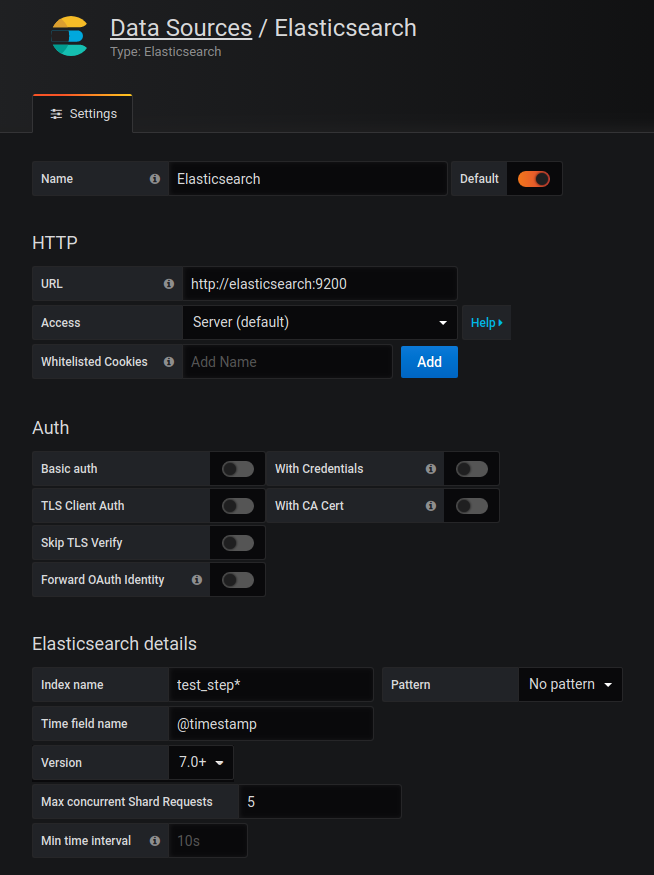 Data Sources / Elasticsearch
Type: Elasticsearch
Settings
Name Elasticsearch Default
HTTP
URL http://elasticsearch:9200
Access Server (default) Help
Whitelisted Cookies Add Name Add
Auth
Basic auth With Credentials
TLS Client Auth With CA Cert
Skip TLS Verify
Forward OAuth Identity
Elasticsearch details
Index name test_step* Pattern No pattern
Time field name @timestamp
Version 7.0+
Max concurrent Shard Requests 5
Min time interval 10s